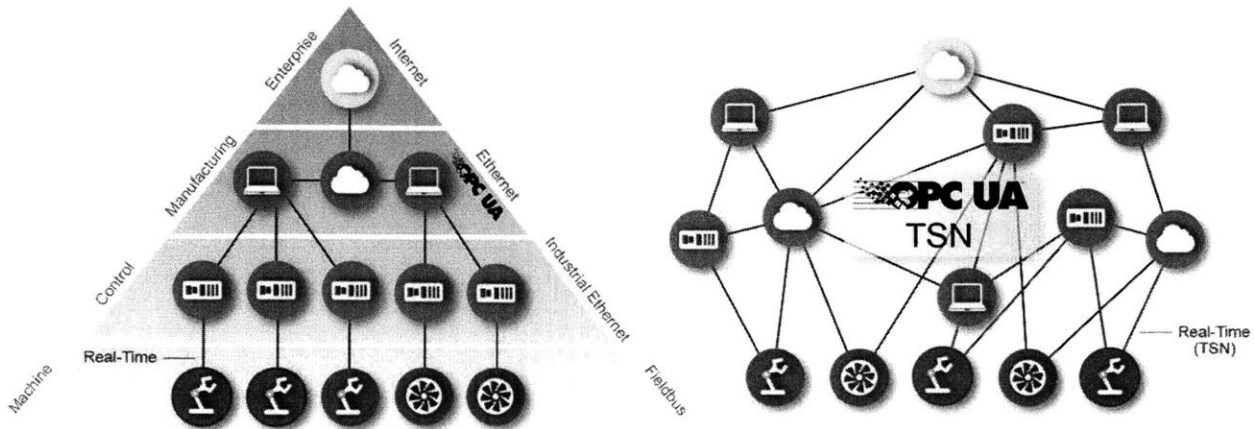 Enterprise
Internet
Manufacturing
Ethernet
OPC UA
Control
Industrial Ethernet
Real-Time
Machine
Fieldbus
OPC UA
TSN
Real-Time
(TSN)